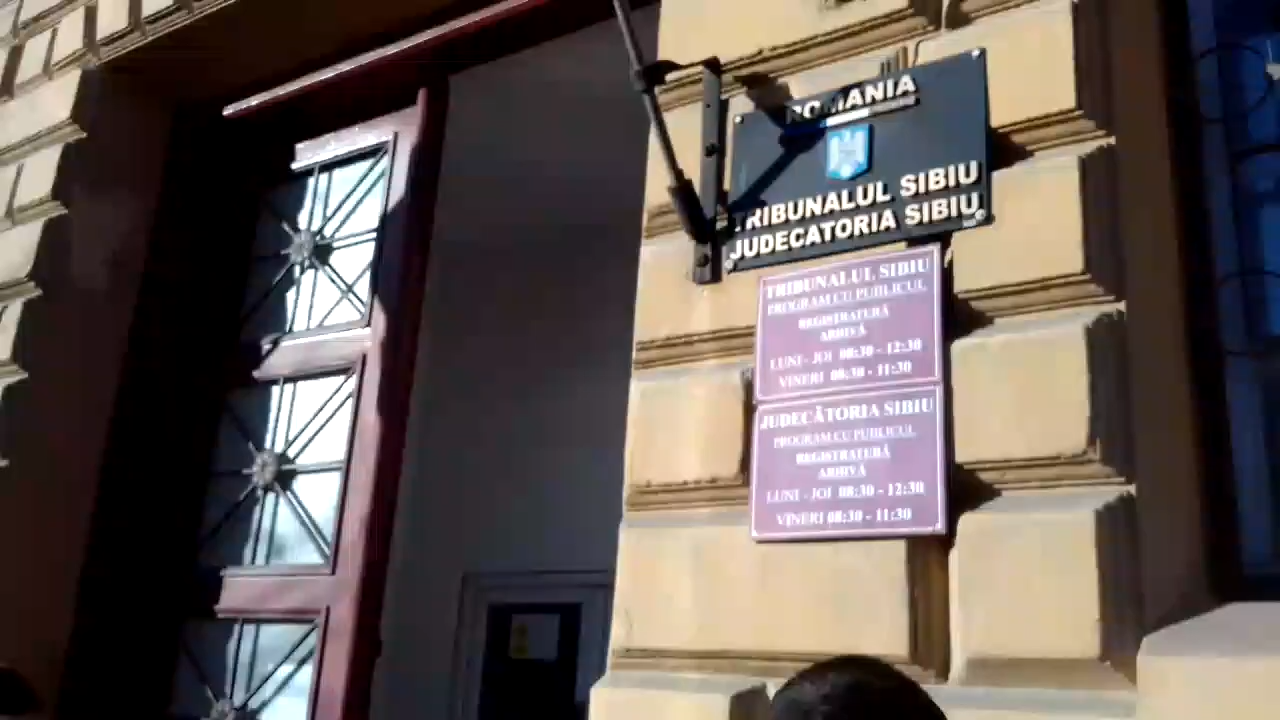 ROMANIA
TRIBUNALUL SIBIU
JUDECATORIA SIBIU
TRIBUNALUL SIBIU
PROGRAM CU PUBLICUL
REGISTRATURĂ
ARHIVĂ
LUNI - JOI 08:30 - 12:30
VINERI 08:30 - 11:30
JUDECĂTORIA SIBIU
PROGRAM CU PUBLICUL
REGISTRATURĂ
ARHIVĂ
LUNI - JOI 08:30 - 12:30
VINERI 08:30 - 11:30